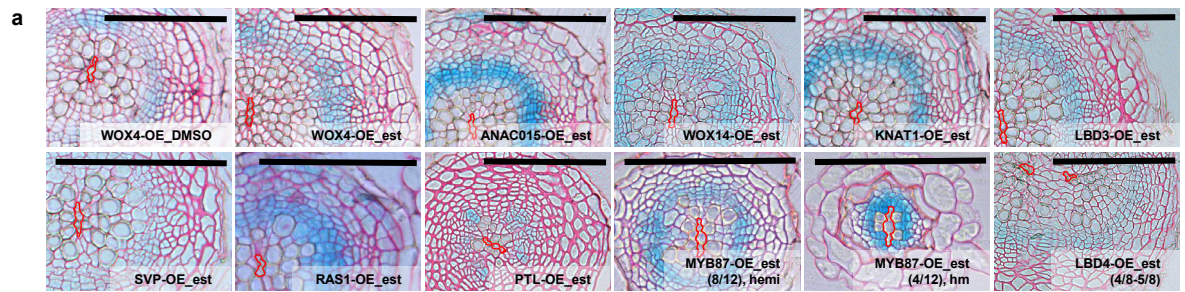 a
WOX4-OE_DMSO
WOX4-OE_est
ANAC015-OE_est
WOX14-OE_est
KNAT1-OE_est
LBD3-OE_est
SVP-OE_est
RAS1-OE_est
PTL-OE_est
MYB87-OE_est
(8/12), hemi
MYB87-OE_est
(4/12), hm
LBD4-OE_est
(4/8-5/8)